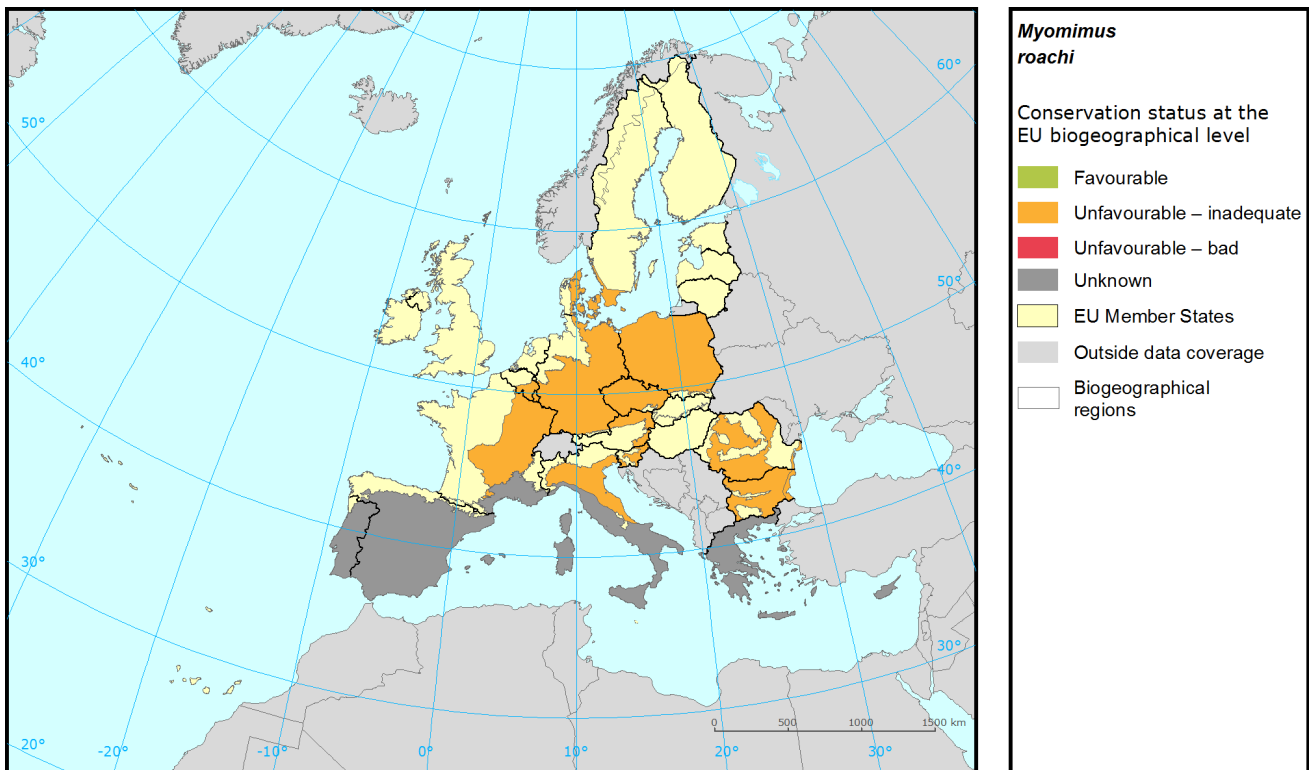 Myomimus
roachi
Conservation status at the
EU biogeographical level
Favourable
Unfavourable – inadequate
Unfavourable – bad
Unknown
EU Member States
Outside data coverage
Biogeographical
regions
60°
50°
50°
40°
40°
30°
30°
0 500 1000 1500 km
20° -20° -10° 0° 10° 20° 30°